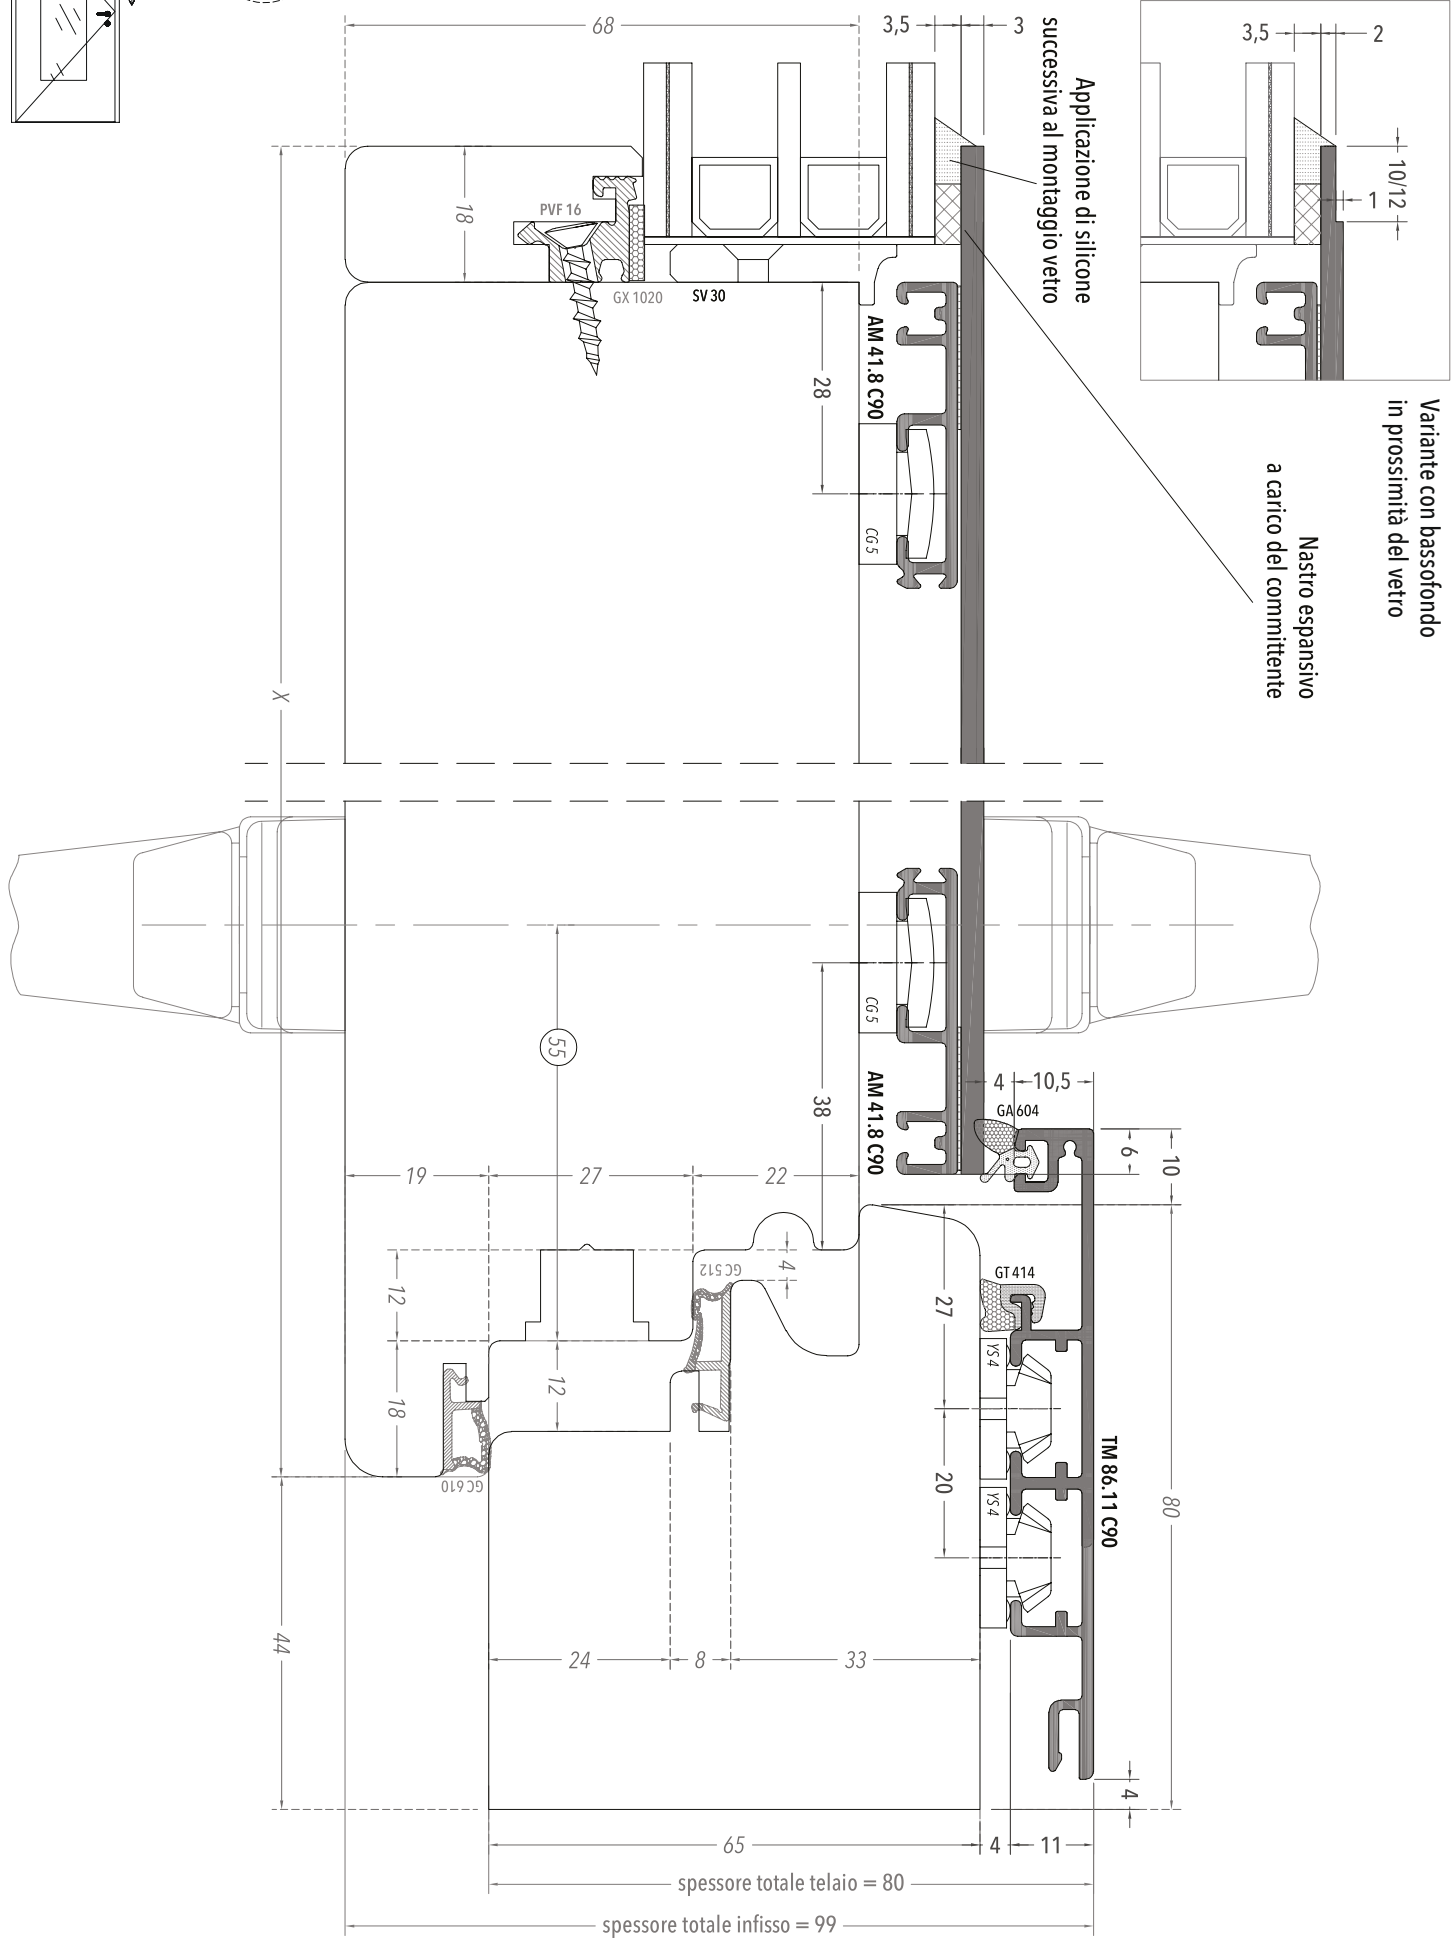 68
3,5
3
3,5
2
10/12
1
Applicazione di silicone
successiva al montaggio vetro
Variante con bassofondo
in prossimità del vetro
Nastro espansivo
a carico del committente
18
PVF 16
GX 1020
SV 30
AM 41.8 C90
28
CG 5
X
CG 5
55
38
AM 41.8 C90
4
10,5
GA 604
6
10
19
27
22
4
GC 512
12
12
18
GC 610
GT 414
27
YS 4
20
YS 4
TM 86.11 C90
80
44
24
8
33
4
65
4
11
spessore totale telaio = 80
spessore totale infisso = 99